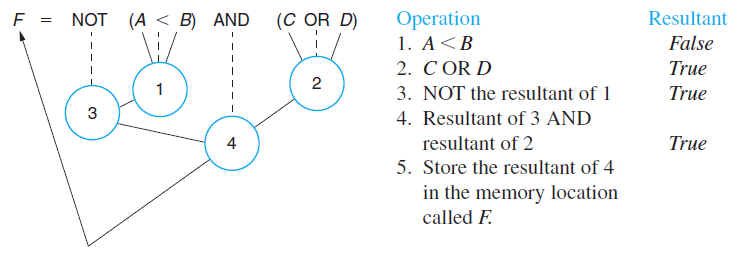 F = NOT (A < B) AND (C OR D)
1
2
3
4
Operation Resultant
1. A < B False
2. C OR D True
3. NOT the resultant of 1 True
4. Resultant of 3 AND
resultant of 2 True
5. Store the resultant of 4
in the memory location
called F.